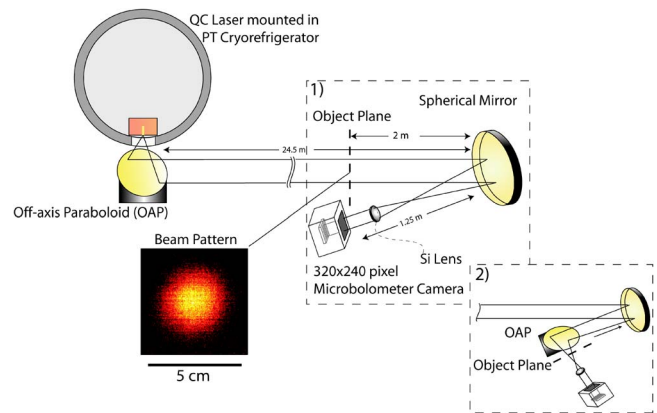 QC Laser mounted in
PT Cryorefrigerator
1)
Spherical Mirror
Object Plane
2 m
24.5 m
Off-axis Paraboloid (OAP)
1.25 m
Beam Pattern
Si Lens
320x240 pixel
Microbolometer Camera
2)
OAP
Object Plane
5 cm